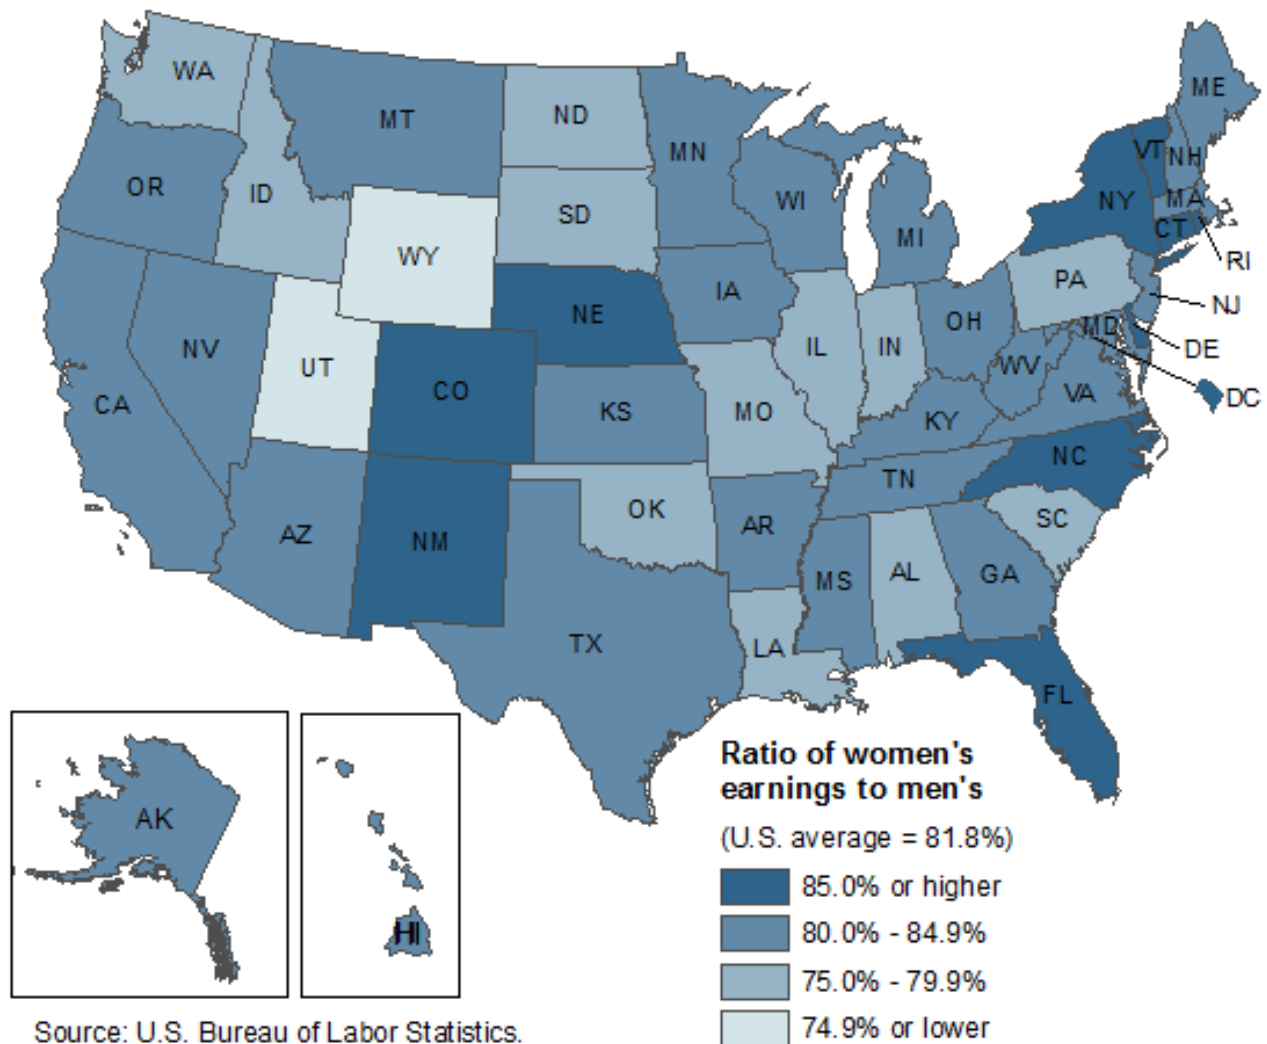 WA
MT
ND
MN
ME
VT
NH
OR
ID
SD
WI
NY
MA
WY
MI
CT
RI
NE
IA
PA
NJ
NV
UT
CO
IL
IN
OH
MD
DE
CA
KS
MO
WV
VA
DC
KY
NC
AZ
NM
OK
AR
TN
SC
MS
AL
GA
TX
LA
FL
AK
HI
Ratio of women's
earnings to men's
(U.S. average = 81.8%)
85.0% or higher
80.0% - 84.9%
75.0% - 79.9%
74.9% or lower
Source: U.S. Bureau of Labor Statistics.